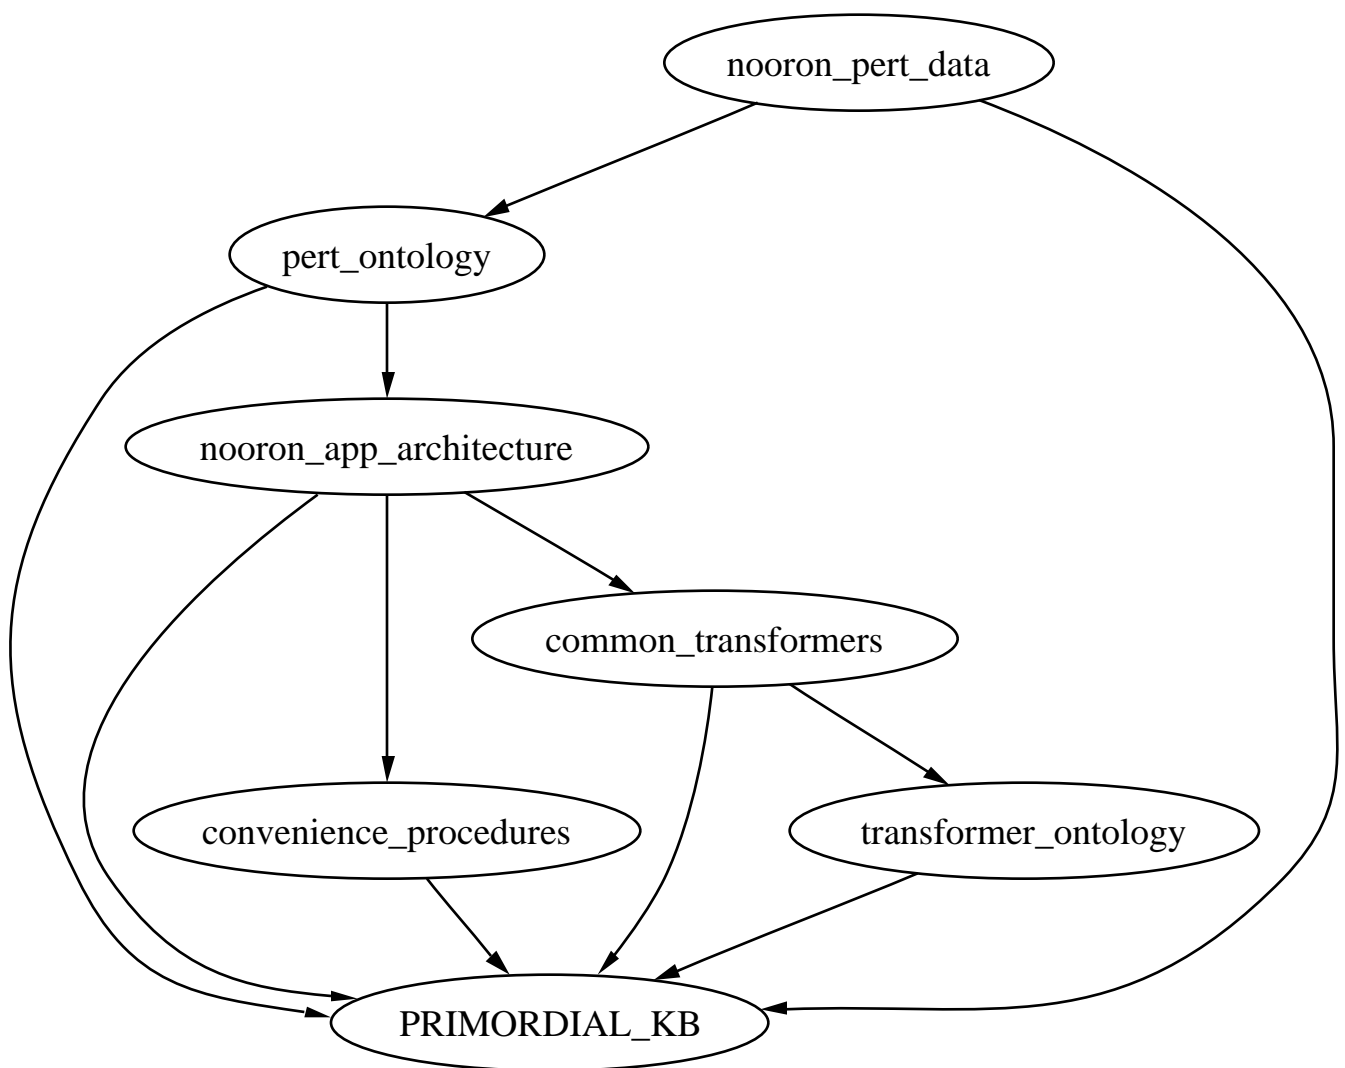 nooron_pert_data
pert_ontology
nooron_app_architecture
common_transformers
convenience_procedures
transformer_ontology
PRIMORDIAL_KB